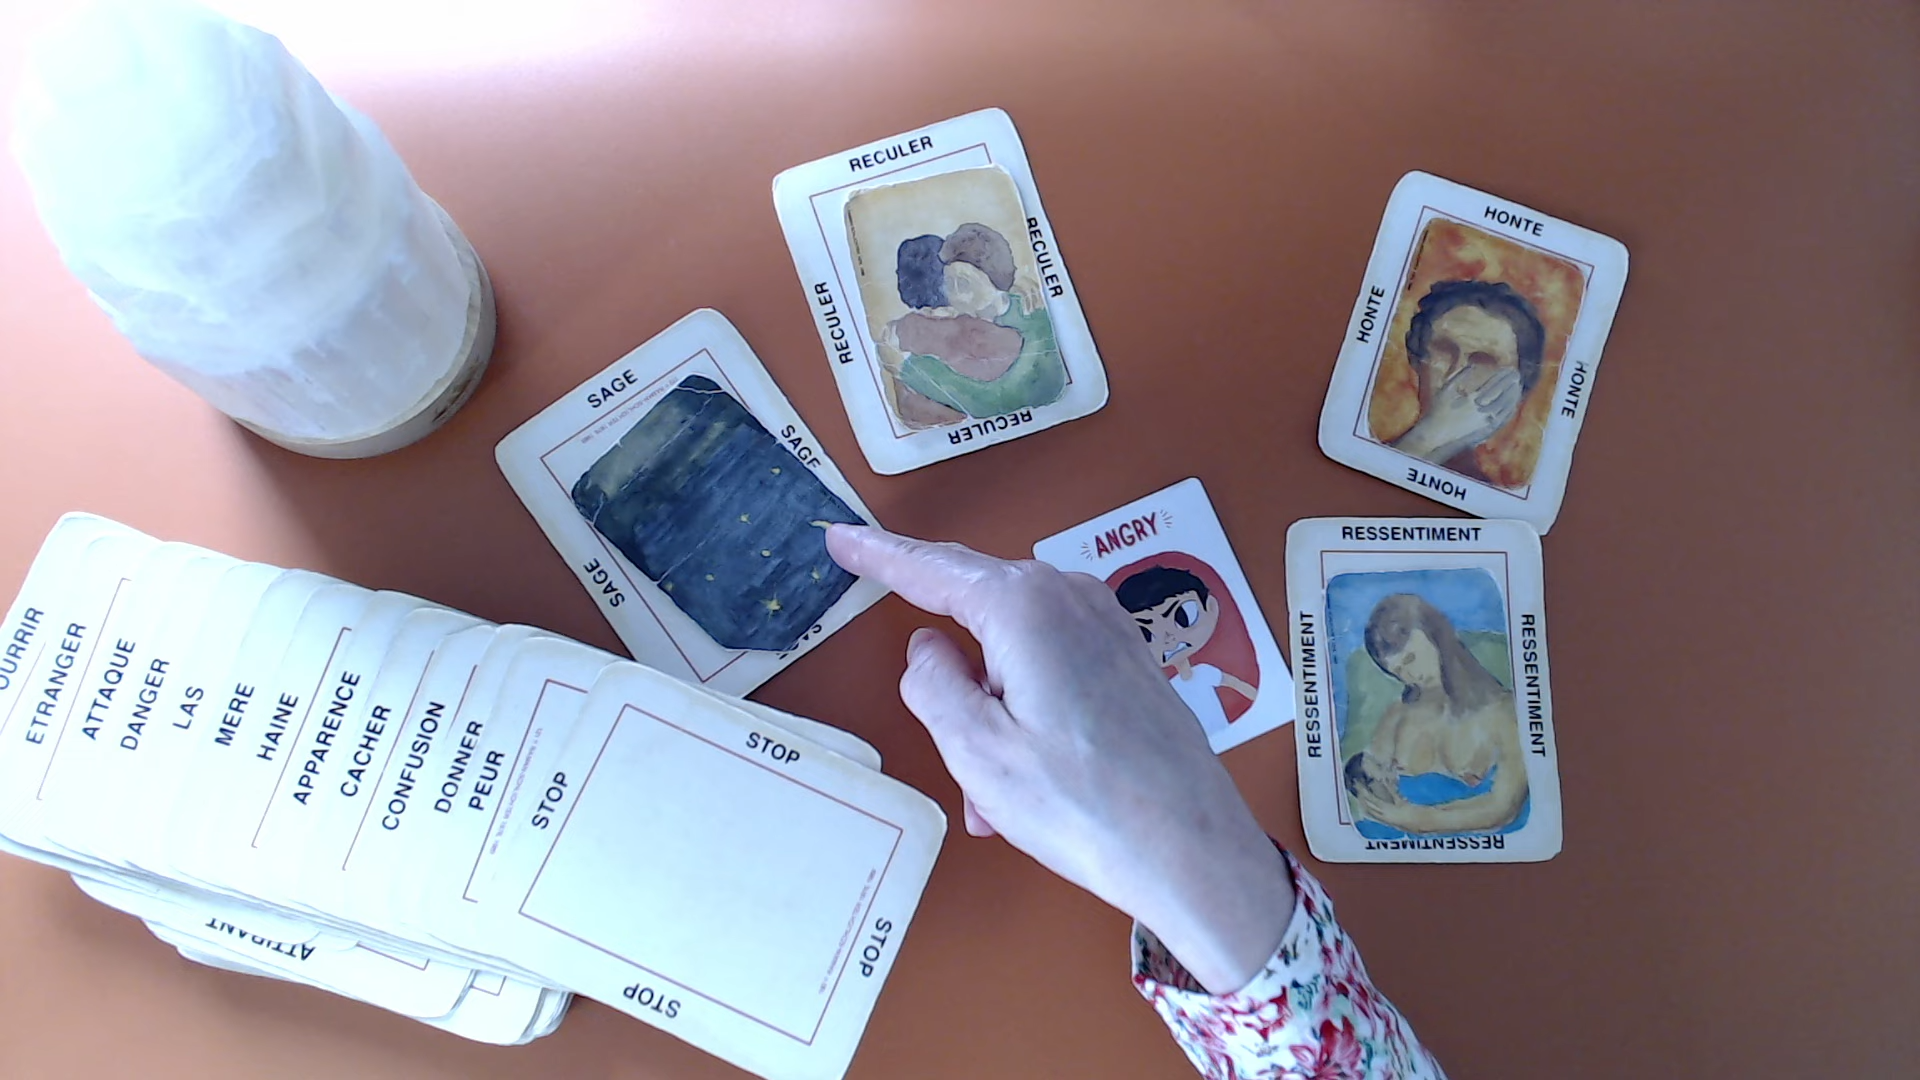 RECULER
RECULER
RECULER
RECULER
HONTE
HONTE
HONTE
HONTE
SAGE
SAGE
SAGE
ANGRY
RESSENTIMENT
RESSENTIMENT
RESSENTIMENT
RESSENTIMENT
ETRANGER
ATTAQUE
DANGER
LAS
MERE
HAINE
APPARENCE
CACHER
CONFUSION
DONNER
PEUR
STOP
STOP
STOP
STOP
ATTIRANT